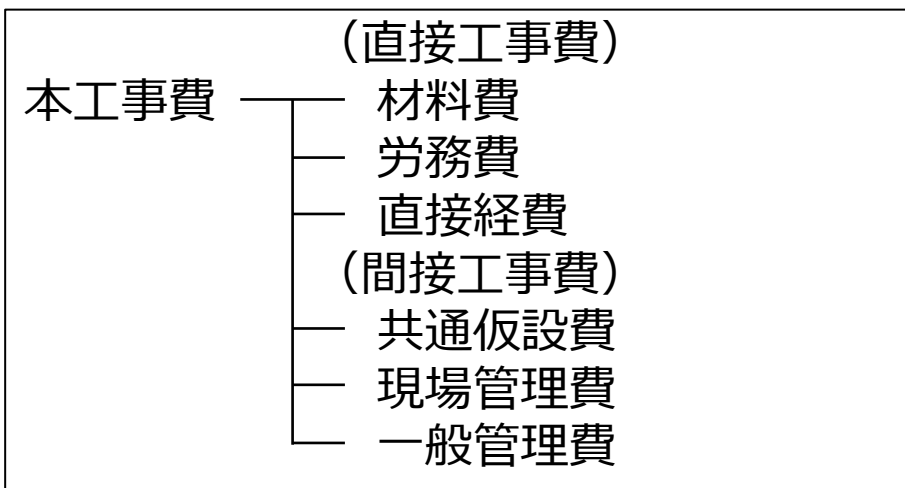 （直接工事費）
本工事費 材料費
労務費
直接経費
（間接工事費）
共通仮設費
現場管理費
一般管理費